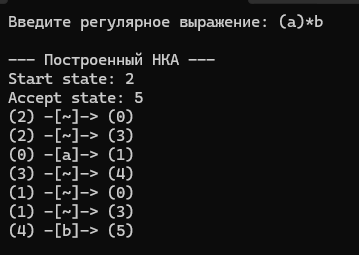 Введите регулярное выражение: (a)*b
--- Построенный НКА ---
Start state: 2
Accept state: 5
(2) -[~]-> (0)
(2) -[~]-> (3)
(0) -[a]-> (1)
(3) -[~]-> (4)
(1) -[~]-> (0)
(1) -[~]-> (3)
(4) -[b]-> (5)